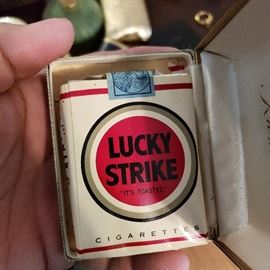 LUCKY
STRIKE
"IT'S TOASTED"
CIGARETTES